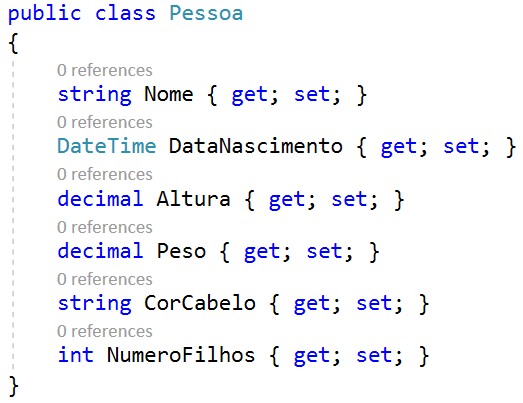 public class Pessoa
{
0 references
string Nome { get; set; }
0 references
DateTime DataNascimento { get; set; }
0 references
decimal Altura { get; set; }
0 references
decimal Peso { get; set; }
0 references
string CorCabelo { get; set; }
0 references
int NumeroFilhos { get; set; }
}